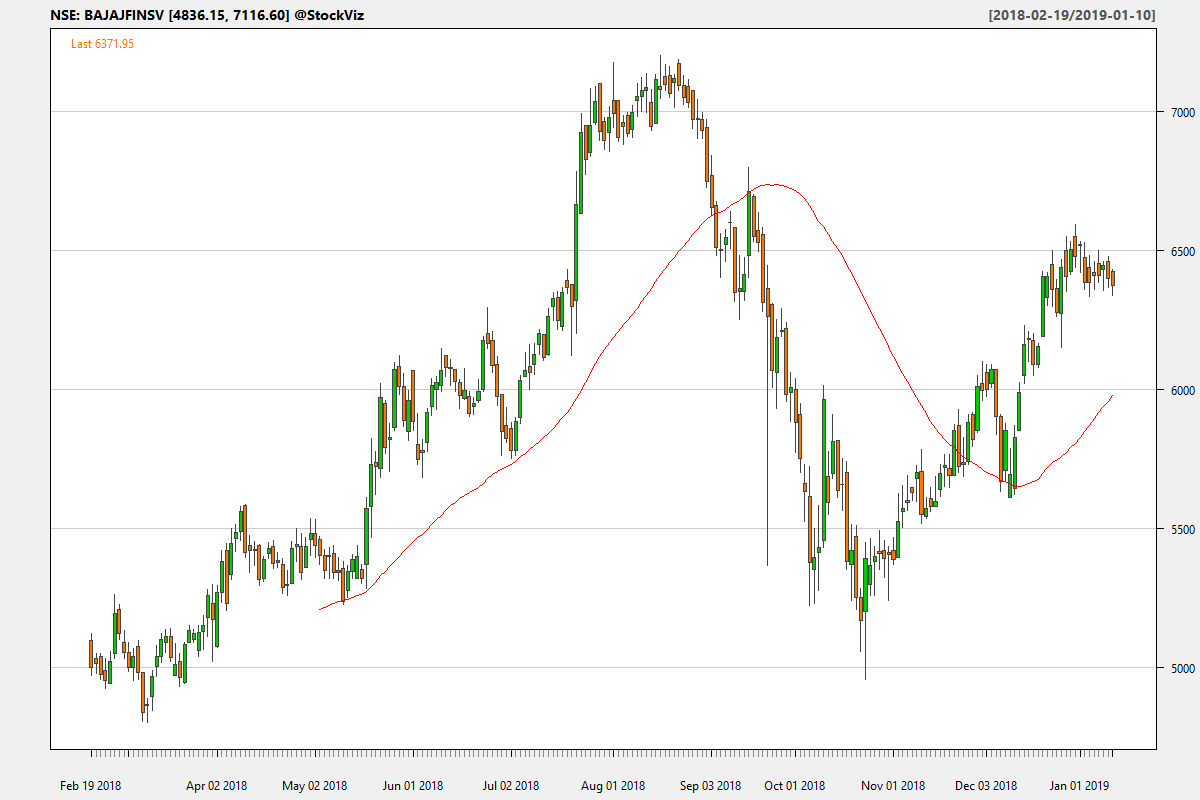 NSE: BAJAJFINSV [4836.15, 7116.60] @StockViz
[2018-02-19/2019-01-10]
Last 6371.95
7000
6500
6000
5500
5000
Feb 19 2018 Apr 02 2018 May 02 2018 Jun 01 2018 Jul 02 2018 Aug 01 2018 Sep 03 2018 Oct 01 2018 Nov 01 2018 Dec 03 2018 Jan 01 2019